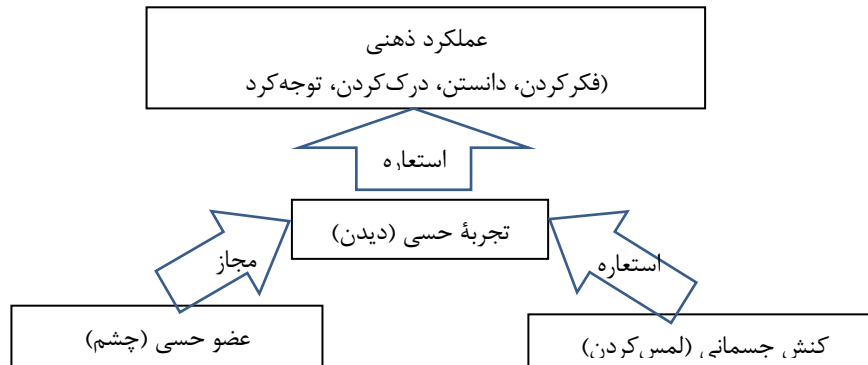 عملکرد ذهنی
(فکرکردن، دانستن، درک‌کردن، توجه‌کرد
استعاره
تجربهٔ حسی (دیدن)
مجاز
استعاره
عضو حسی (چشم)
کنش جسمانی (لمس‌کردن)